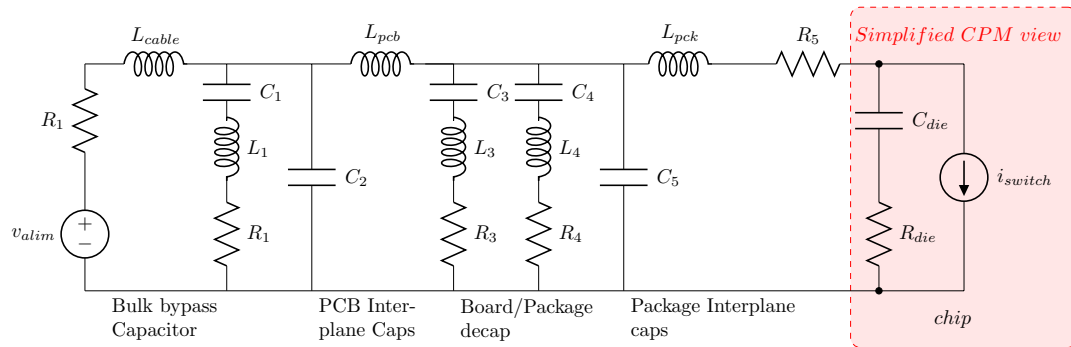 L_cable
L_pcb
L_pck
R_5
Simplified CPM view
R_1
C_1
C_3
C_4
C_die
L_1
L_3
L_4
C_2
C_5
i_switch
v_alim
+
−
R_1
R_3
R_4
R_die
Bulk bypass
Capacitor
PCB Inter-
plane Caps
Board/Package
decap
Package Interplane
caps
chip